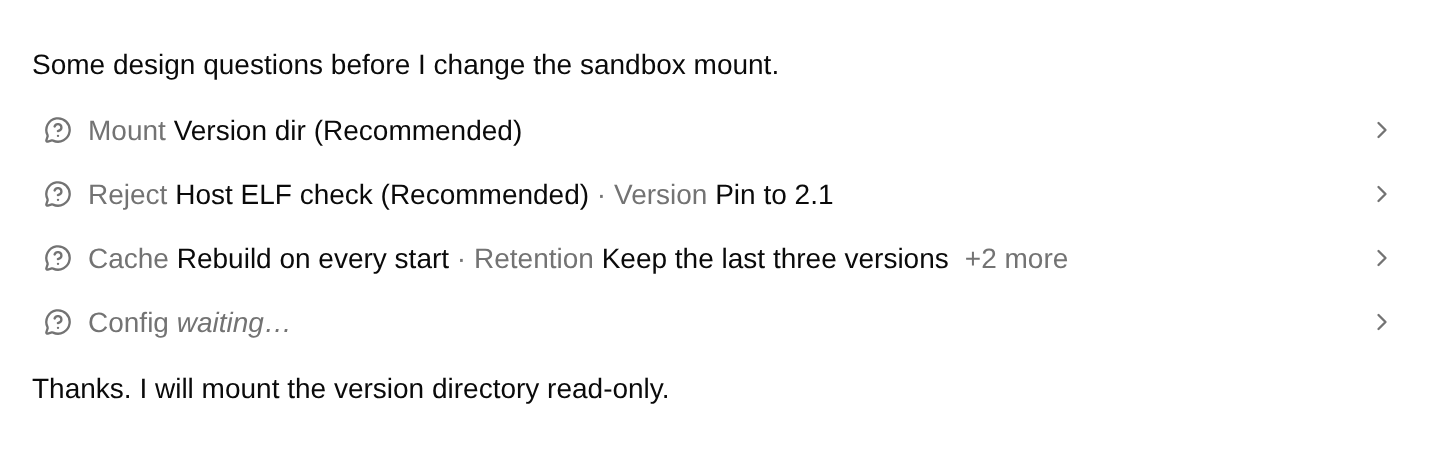 Some design questions before I change the sandbox mount.
Mount Version dir (Recommended)
Reject Host ELF check (Recommended) · Version Pin to 2.1
Cache Rebuild on every start · Retention Keep the last three versions +2 more
Config waiting…
Thanks. I will mount the version directory read-only.